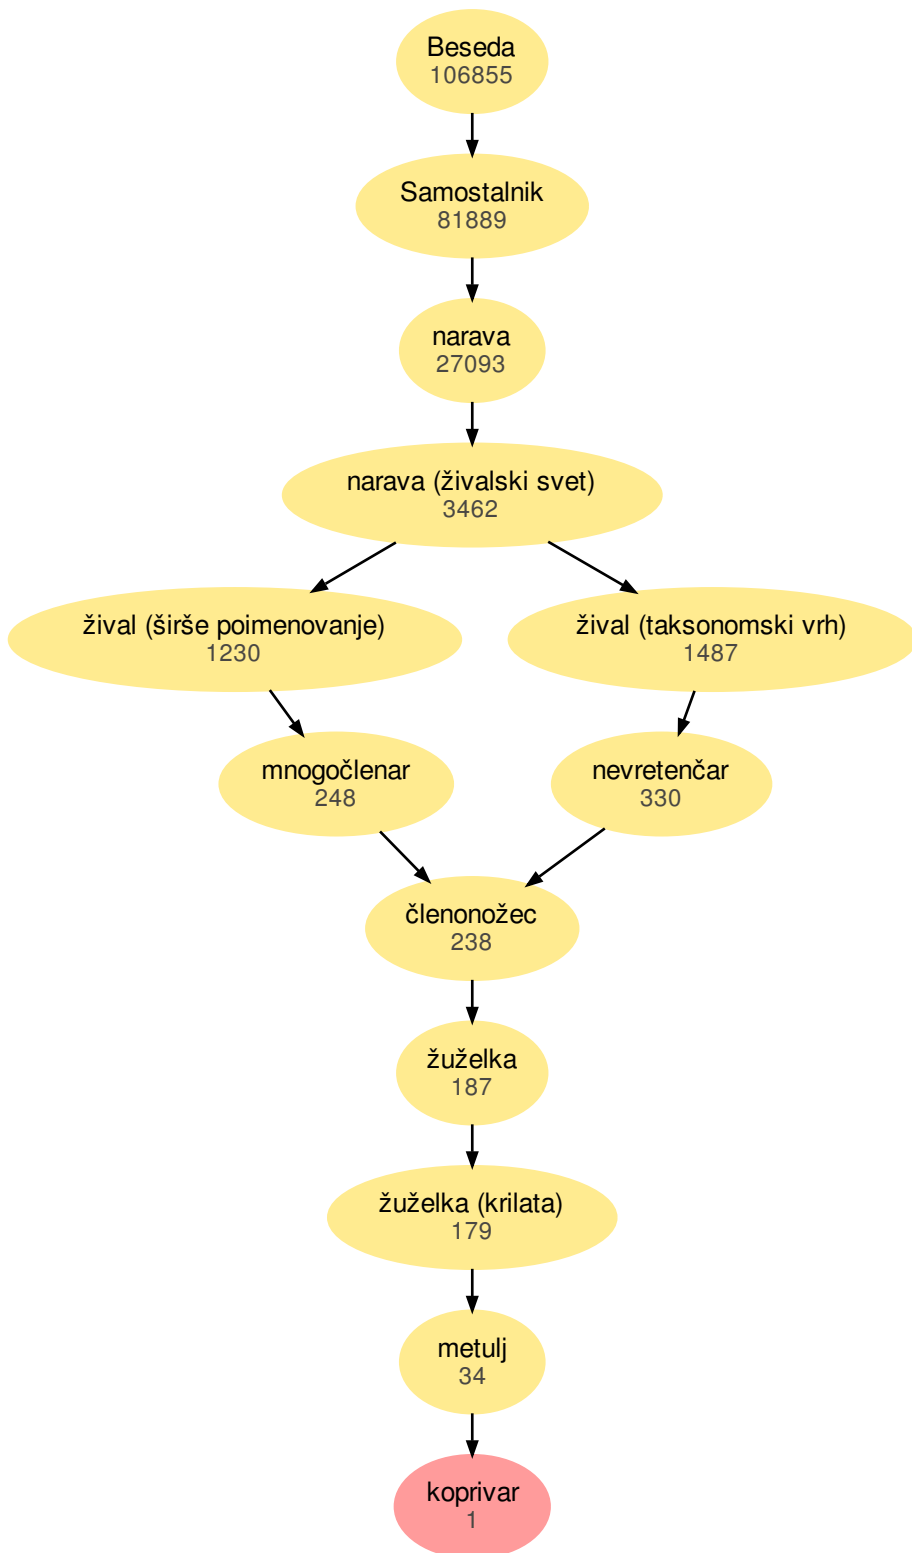 Beseda
106855
Samostalnik
81889
narava
27093
narava (živalski svet)
3462
žival (širše poimenovanje)
1230
žival (taksonomski vrh)
1487
mnogočlenar
248
nevretenčar
330
členonožec
238
žuželka
187
žuželka (krilata)
179
metulj
34
koprivar
1